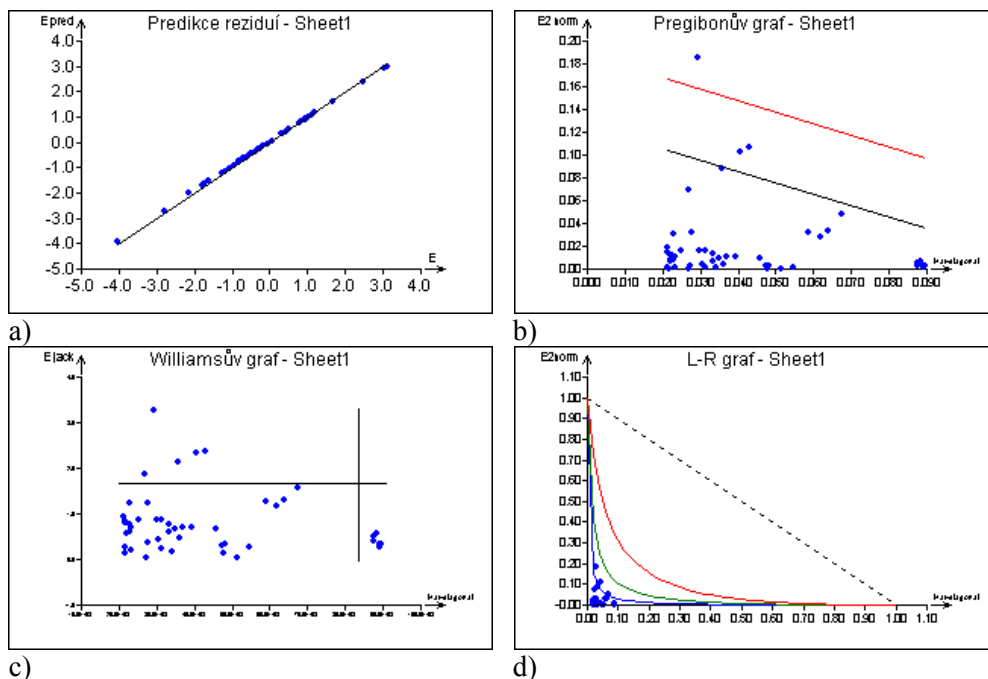 E pred
Predikce reziduí - Sheet1
4.0
3.0
2.0
1.0
0.0
-1.0
-2.0
-3.0
-4.0
-5.0
E
-5.0 -4.0 -3.0 -2.0 -1.0 0.0 1.0 2.0 3.0 4.0
a)
E2 norm
Pregibonův graf - Sheet1
0.20
0.18
0.16
0.14
0.12
0.10
0.08
0.06
0.04
0.02
0.00
0.000 0.010 0.020 0.030 0.040 0.050 0.060 0.070 0.080 0.090
b)
E jack
Williamsův graf - Sheet1
c)
E2norm
L-R graf - Sheet1
1.10
1.00
0.90
0.80
0.70
0.60
0.50
0.40
0.30
0.20
0.10
-0.00
0.00 0.10 0.20 0.30 0.40 0.50 0.60 0.70 0.80 0.90 1.00 1.10
d)